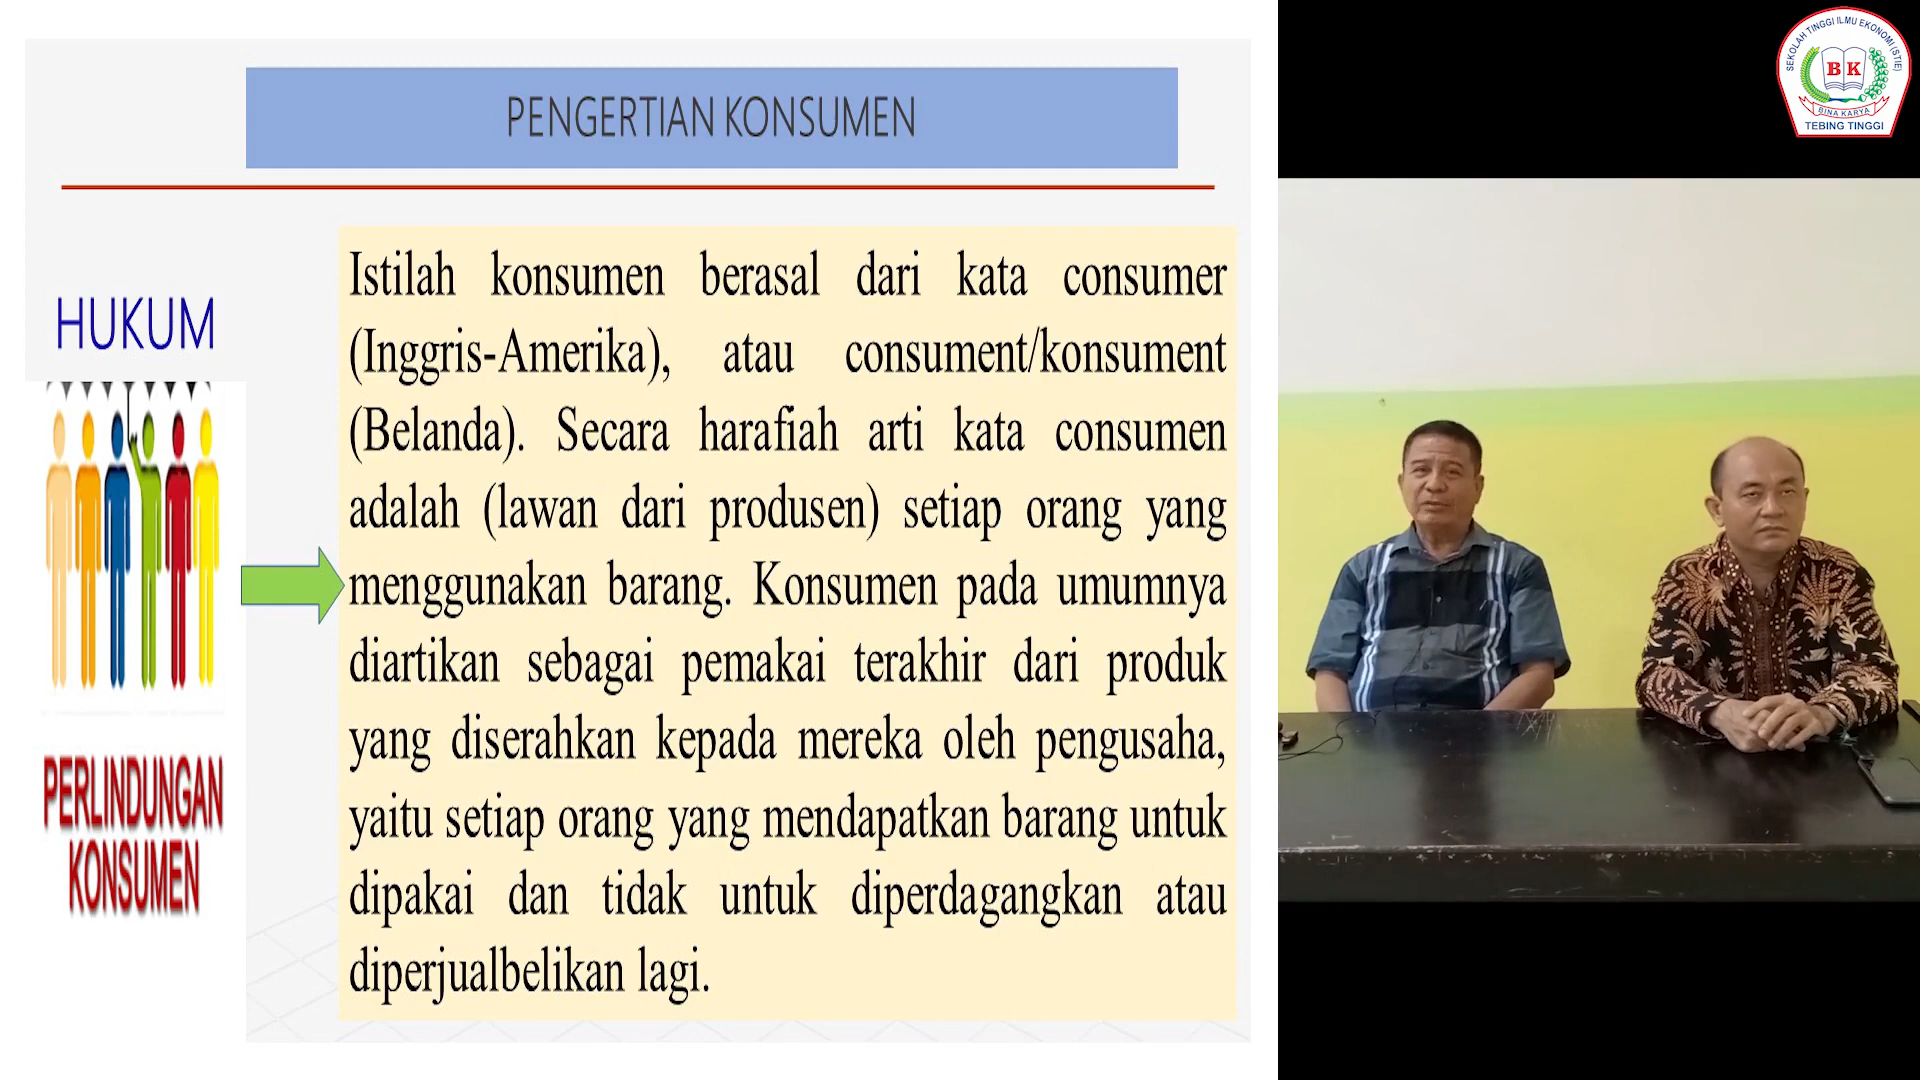 PENGERTIAN KONSUMEN
HUKUM
PERLINDUNGAN
KONSUMEN
Istilah konsumen berasal dari kata consumer
(Inggris-Amerika), atau consument/konsument
(Belanda). Secara harafiah arti kata consumen
adalah (lawan dari produsen) setiap orang yang
menggunakan barang. Konsumen pada umumnya
diartikan sebagai pemakai terakhir dari produk
yang diserahkan kepada mereka oleh pengusaha,
yaitu setiap orang yang mendapatkan barang untuk
dipakai dan tidak untuk diperdagangkan atau
diperjualbelikan lagi.
SEKOLAH TINGGI ILMU EKONOMI (STIE)
B K
BINA KARYA
TEBING TINGGI